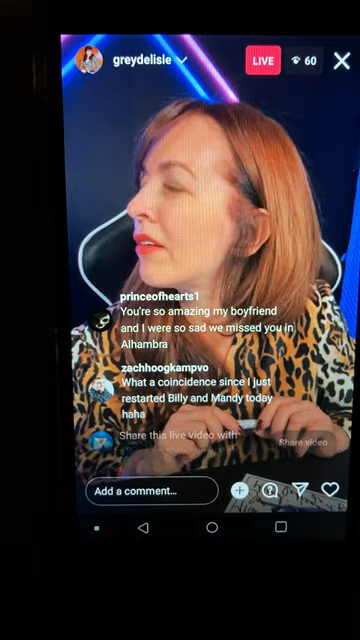 greydelisle
LIVE
60
princeofhearts1
You're so amazing my boyfriend
and I were so sad we missed you in
Alhambra
zachhoogkampvo
What a coincidence since I just
restarted Billy and Mandy today
haha
Share this live video with
Share video
Add a comment...